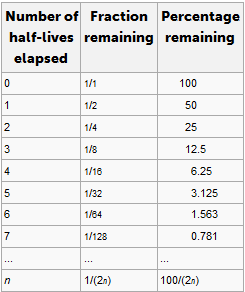 Number of half-lives elapsed Fraction remaining Percentage remaining
0 1/1 100
1 1/2 50
2 1/4 25
3 1/8 12.5
4 1/16 6.25
5 1/32 3.125
6 1/64 1.563
7 1/128 0.781
... ... ...
n 1/(2n) 100/(2n)